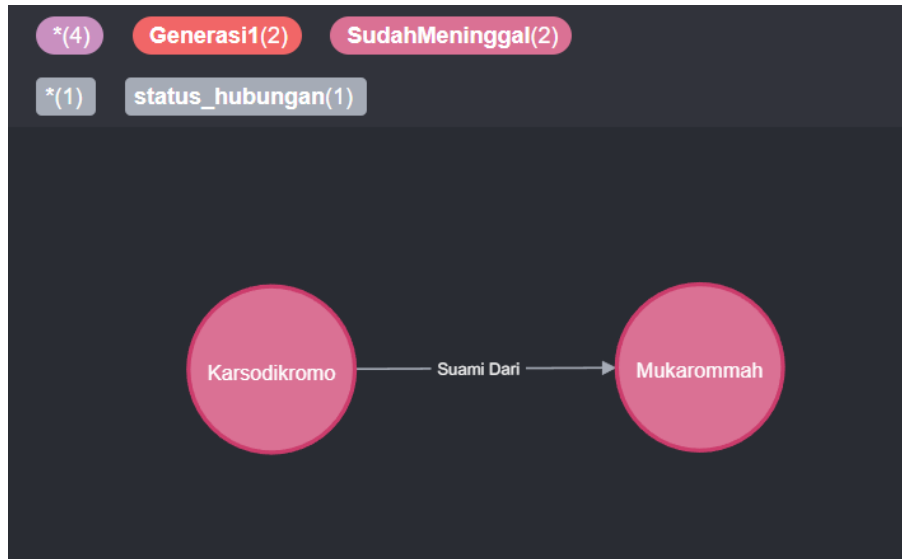 *(4) Generasi1(2) SudahMeninggal(2)
*(1) status_hubungan(1)
Karsodikromo Suami Dari Mukarommah